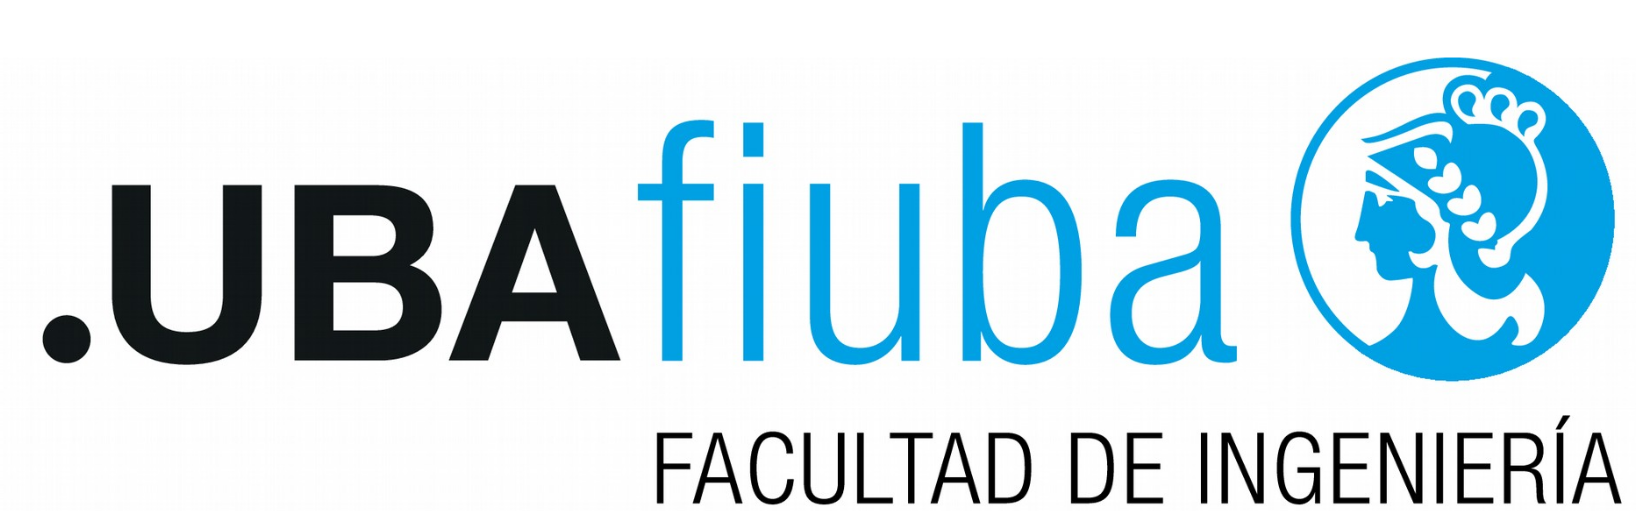 .UBAfiuba
FACULTAD DE INGENIERÍA